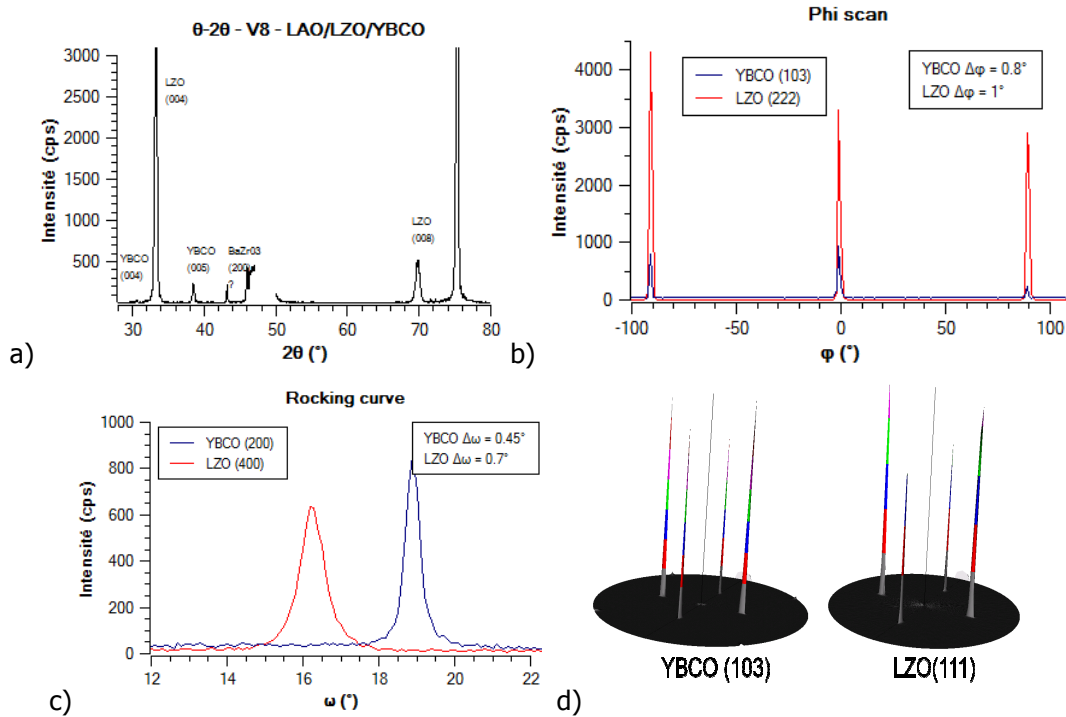 θ-2θ - V8 - LAO/LZO/YBCO
Intensité (cps)
3000
2500
2000
1500
1000
500
LZO
(004)
YBCO
(004)
YBCO
(005)
BaZr03
(200)
?
LZO
(008)
30 40 50 60 70 80
2θ (°)
a)
Phi scan
Intensité (cps)
4000
3000
2000
1000
0
YBCO (103)
LZO (222)
YBCO Δφ = 0.8°
LZO Δφ = 1°
-100 -50 0 50 100
φ (°)
b)
Rocking curve
Intensité (cps)
1000
800
600
400
200
0
YBCO (200)
LZO (400)
YBCO Δω = 0.45°
LZO Δω = 0.7°
12 14 16 18 20 22
ω (°)
c)
YBCO (103)
LZO(111)
d)